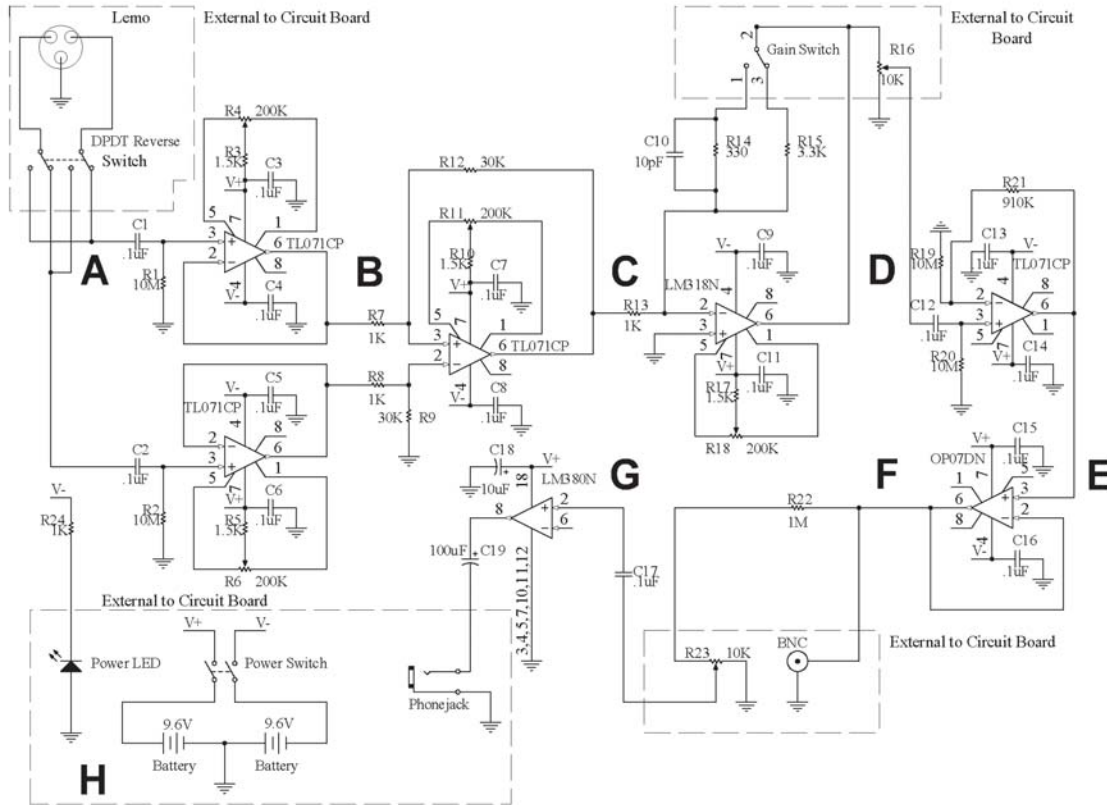 Lemo
External to Circuit Board
DPDT Reverse
Switch
R4
200K
R3
1.5K
C3
.1uF
V+
5
7
1
3
+
6
TL071CP
2
−
8
4
V-
C4
.1uF
C1
.1uF
A
R1
10M
B
R12
30K
R11
200K
R10
1.5K
C7
.1uF
V+
5
7
1
R7
1K
3
+
6
TL071CP
2
−
8
R8
1K
4
V-
C8
.1uF
30K
R9
V-
C5
.1uF
TL071CP
4
8
2
−
6
3
+
1
5
7
V+
C6
.1uF
R5
1.5K
R6
200K
C2
.1uF
R2
10M
V-
R24
1K
External to Circuit
Board
2
Gain Switch
1
3
R16
10K
C10
10pF
R14
330
R15
3.3K
C
R13
1K
LM318N
V-
C9
.1uF
4
8
2
−
6
3
+
1
5
7
V+
C11
.1uF
R17
1.5K
R18
200K
D
R21
910K
R19
10M
C13
.1uF
V-
TL071CP
4
8
2
−
6
3
+
1
5
7
V+
C14
.1uF
C12
.1uF
R20
10M
E
C15
.1uF
V+
OP07DN
7
5
1
3
+
6
2
−
8
4
V-
C16
.1uF
F
R22
1M
G
C18
10uF
+
V+
LM380N
18
2
+
8
−
6
3,4,5,7,10,11,12
100uF
+
C19
C17
.1uF
External to Circuit Board
R23
10K
BNC
External to Circuit Board
V+
V-
Power LED
Power Switch
9.6V
9.6V
Battery
Battery
Phonejack
H